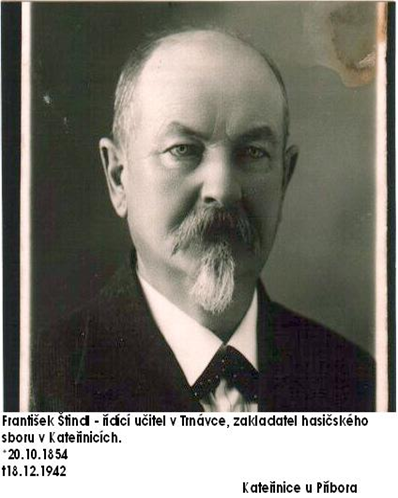 František Štindl - řídící učitel v Trnávce, zakladatel hasičského
sboru v Kateřinicích.
*20.10.1854
†18.12.1942
Kateřinice u Příbora